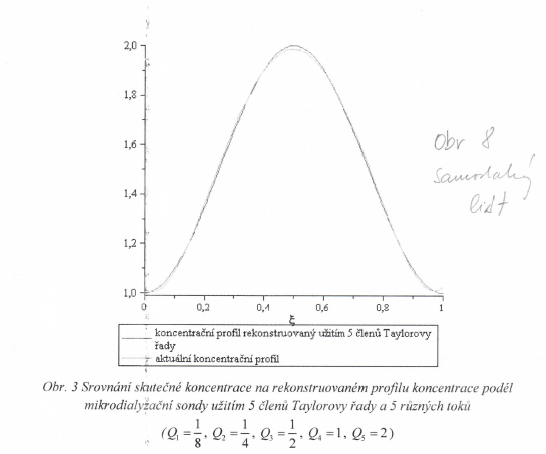 2,0
1,8
1,6
1,4
1,2
1,0
0 0,2 0,4 0,6 0,8 1
ξ
Obr 8
samostatný
list
koncentrační profil rekonstruovaný užitím 5 členů Taylorovy
řady
aktuální koncentrační profil
Obr. 3 Srovnání skutečné koncentrace na rekonstruovaném profilu koncentrace podél
mikrodialyzační sondy užitím 5 členů Taylorovy řady a 5 různých toků
(Q₁ = 1/8, Q₂ = 1/4, Q₃ = 1/2, Q₄ = 1, Q₅ = 2)